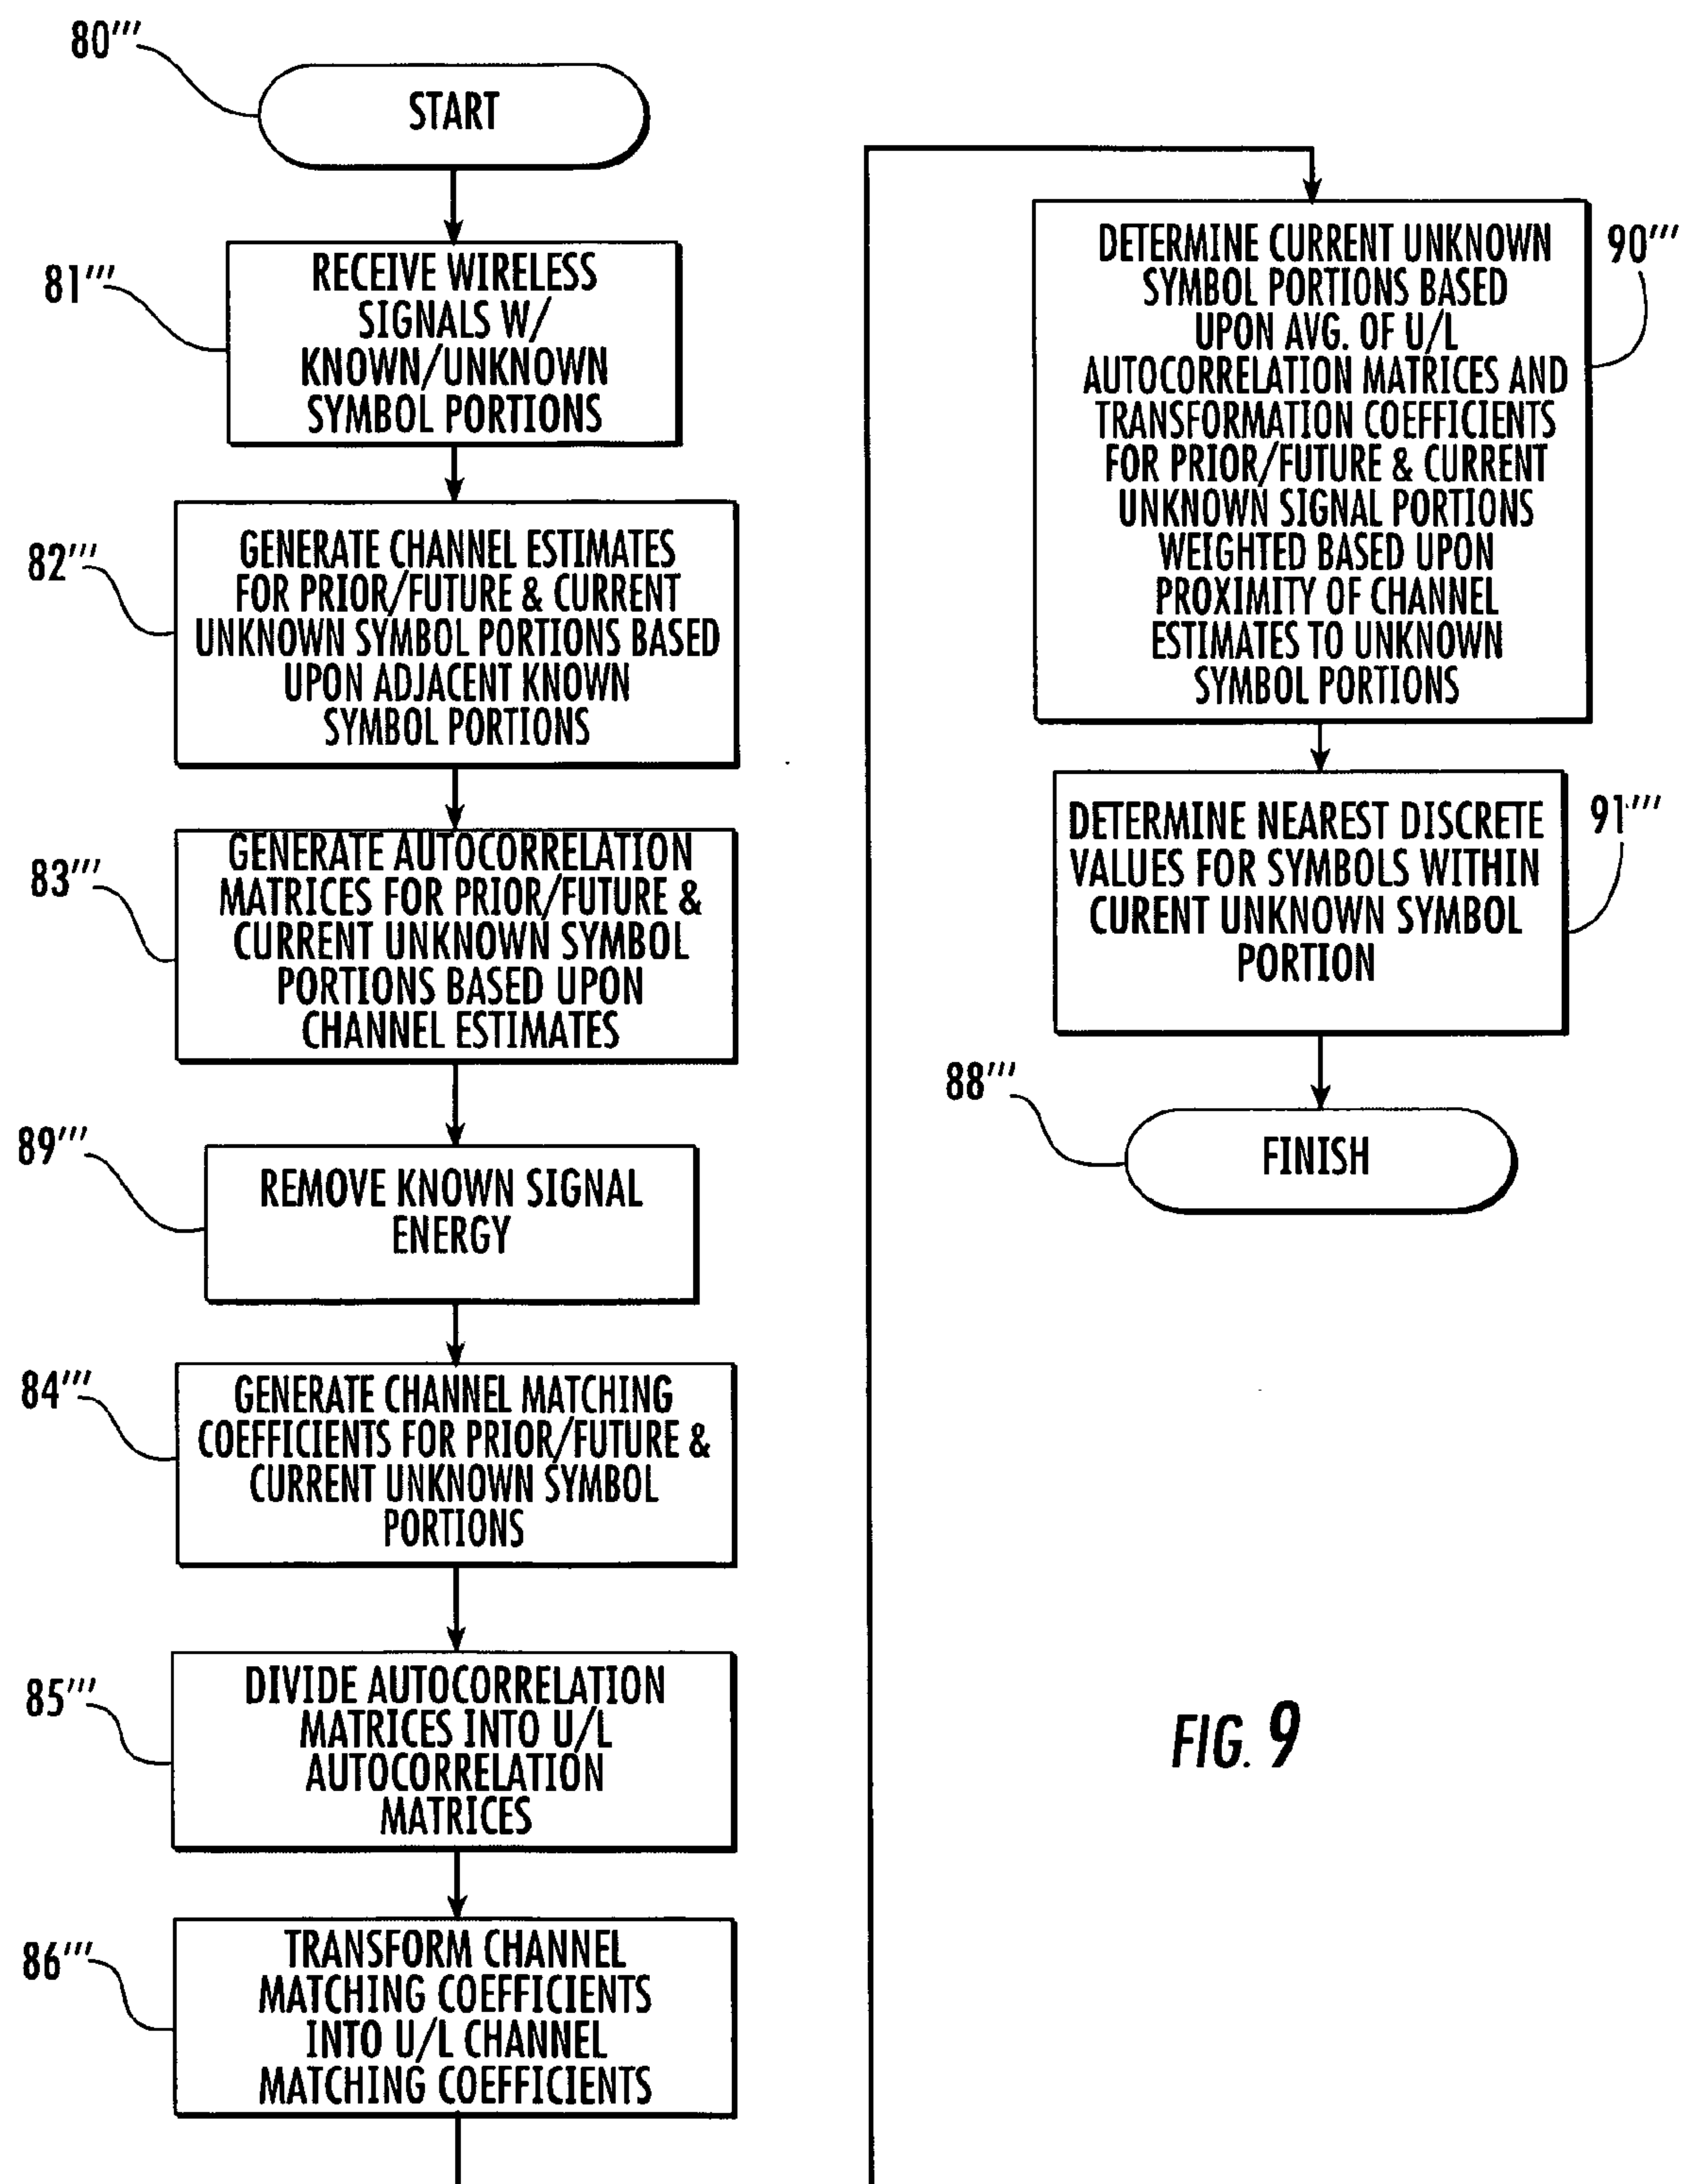 80'''
START
81'''
RECEIVE WIRELESS
SIGNALS W/
KNOWN/UNKNOWN
SYMBOL PORTIONS
82'''
GENERATE CHANNEL ESTIMATES
FOR PRIOR/FUTURE & CURRENT
UNKNOWN SYMBOL PORTIONS BASED
UPON ADJACENT KNOWN
SYMBOL PORTIONS
83'''
GENERATE AUTOCORRELATION
MATRICES FOR PRIOR/FUTURE &
CURRENT UNKNOWN SYMBOL
PORTIONS BASED UPON
CHANNEL ESTIMATES
89'''
REMOVE KNOWN SIGNAL
ENERGY
84'''
GENERATE CHANNEL MATCHING
COEFFICIENTS FOR PRIOR/FUTURE &
CURRENT UNKNOWN SYMBOL
PORTIONS
85'''
DIVIDE AUTOCORRELATION
MATRICES INTO U/L
AUTOCORRELATION
MATRICES
86'''
TRANSFORM CHANNEL
MATCHING COEFFICIENTS
INTO U/L CHANNEL
MATCHING COEFFICIENTS
90'''
DETERMINE CURRENT UNKNOWN
SYMBOL PORTIONS BASED
UPON AVG. OF U/L
AUTOCORRELATION MATRICES AND
TRANSFORMATION COEFFICIENTS
FOR PRIOR/FUTURE & CURRENT
UNKNOWN SIGNAL PORTIONS
WEIGHTED BASED UPON
PROXIMITY OF CHANNEL
ESTIMATES TO UNKNOWN
SYMBOL PORTIONS
91'''
DETERMINE NEAREST DISCRETE
VALUES FOR SYMBOLS WITHIN
CURENT UNKNOWN SYMBOL
PORTION
88'''
FINISH
FIG. 9